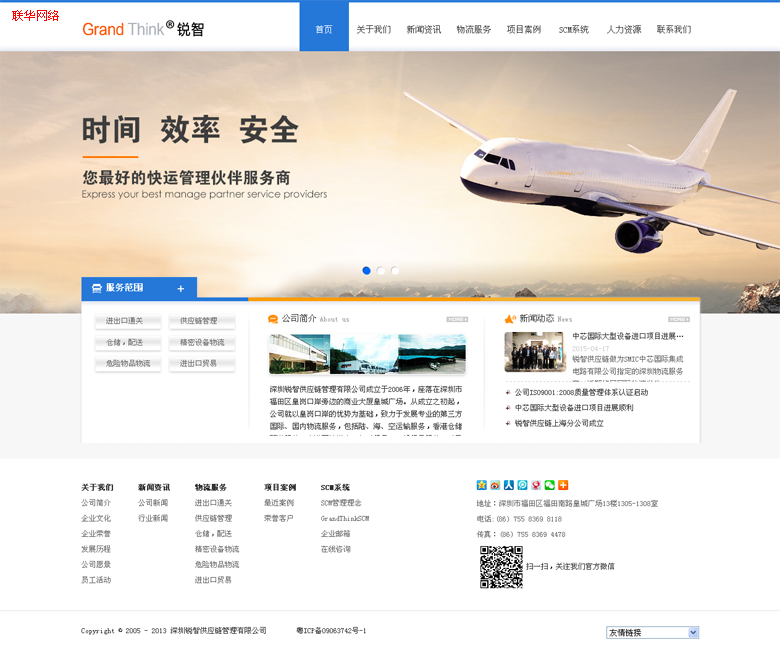 联华网络
Grand Think® 锐智
首页 关于我们 新闻资讯 物流服务 项目案例 SCM系统 人力资源 联系我们
时间 效率 安全
您最好的快运管理伙伴服务商
Express your best manage partner service providers
服务范围 +
进出口通关 供应链管理
仓储,配送 精密设备物流
危险物品物流 进出口贸易
公司简介 About us
深圳锐智供应链管理有限公司成立于2006年,座落在深圳市
福田区皇岗口岸旁边的商业大厦皇城广场。从成立之初起,
公司就以皇岗口岸的优势为基础,致力于发展专业的第三方
国际、国内物流服务,包括陆、海、空运输服务,香港仓储
新闻动态 News
中芯国际大型设备进口项目进展…
2015-04-17
锐智供应链做为SMIC中芯国际集成
电路有限公司指定的深圳物流服务
公司ISO9001:2008质量管理体系认证启动
中芯国际大型设备进口项目进展顺利
锐智供应链上海分公司成立
关于我们 新闻资讯 物流服务 项目案例 SCM系统
公司简介 公司新闻 进出口通关 最近案例 SCM管理理念
企业文化 行业新闻 供应链管理 荣誉客户 GrandThinkSCM
企业荣誉 仓储,配送 企业邮箱
发展历程 精密设备物流 在线咨询
公司愿景 危险物品物流
员工活动 进出口贸易
地址:深圳市福田区福田南路皇城广场13楼1305-1308室
电话:(86) 755 8369 8118
传真:(86) 755 8369 4478
扫一扫,关注我们官方微信
Copyright © 2005 - 2013 深圳锐智供应链管理有限公司 粤ICP备09063742号-1
友情链接